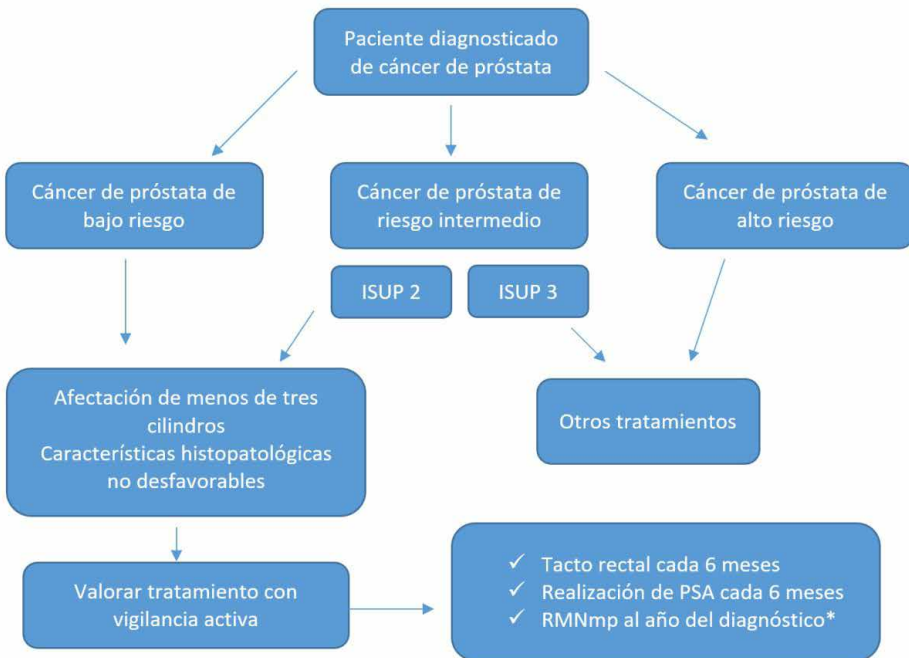 Paciente diagnosticado
de cáncer de próstata
Cáncer de próstata de
bajo riesgo
Cáncer de próstata de
riesgo intermedio
Cáncer de próstata de
alto riesgo
ISUP 2
ISUP 3
Afectación de menos de tres
cilindros
Características histopatológicas
no desfavorables
Otros tratamientos
Valorar tratamiento con
vigilancia activa
✓ Tacto rectal cada 6 meses
✓ Realización de PSA cada 6 meses
✓ RMNmp al año del diagnóstico*